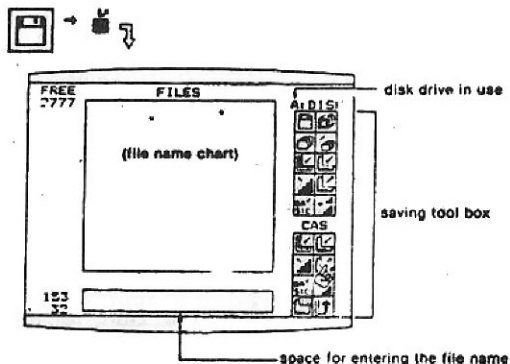 FREE
FILES
disk drive in use
(file name chart)
saving tool box
CAS
space for entering the file name